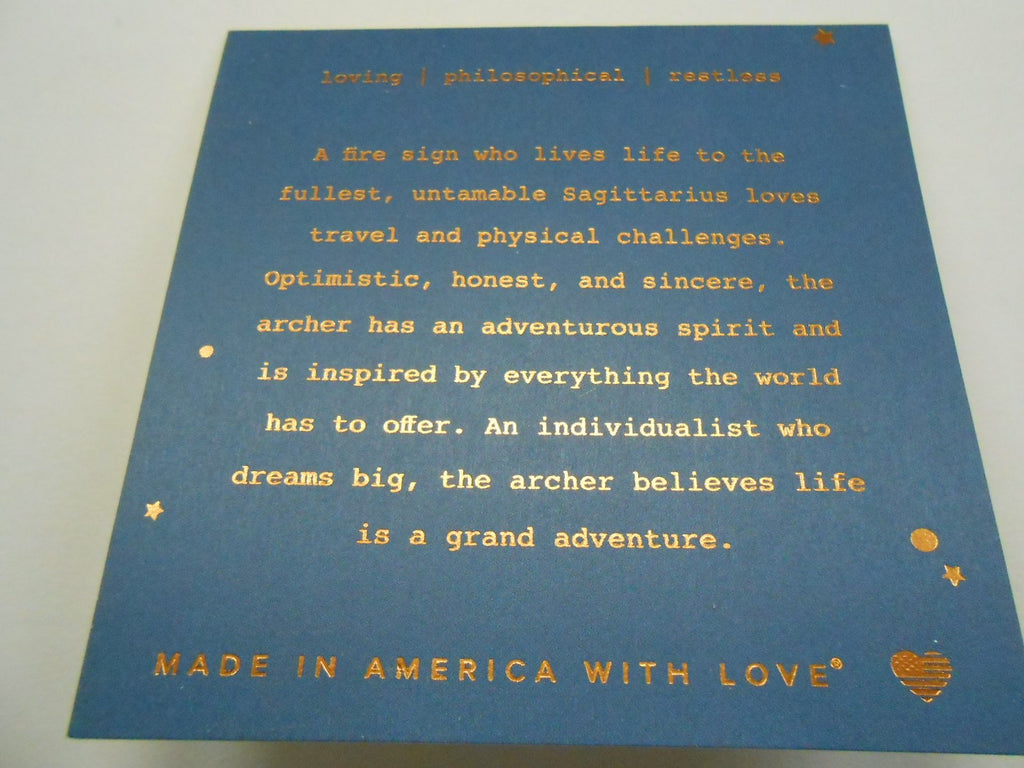 loving | philosophical | restless
A fire sign who lives life to the
fullest, untamable Sagittarius loves
travel and physical challenges.
Optimistic, honest, and sincere, the
archer has an adventurous spirit and
is inspired by everything the world
has to offer. An individualist who
dreams big, the archer believes life
is a grand adventure.
MADE IN AMERICA WITH LOVE®